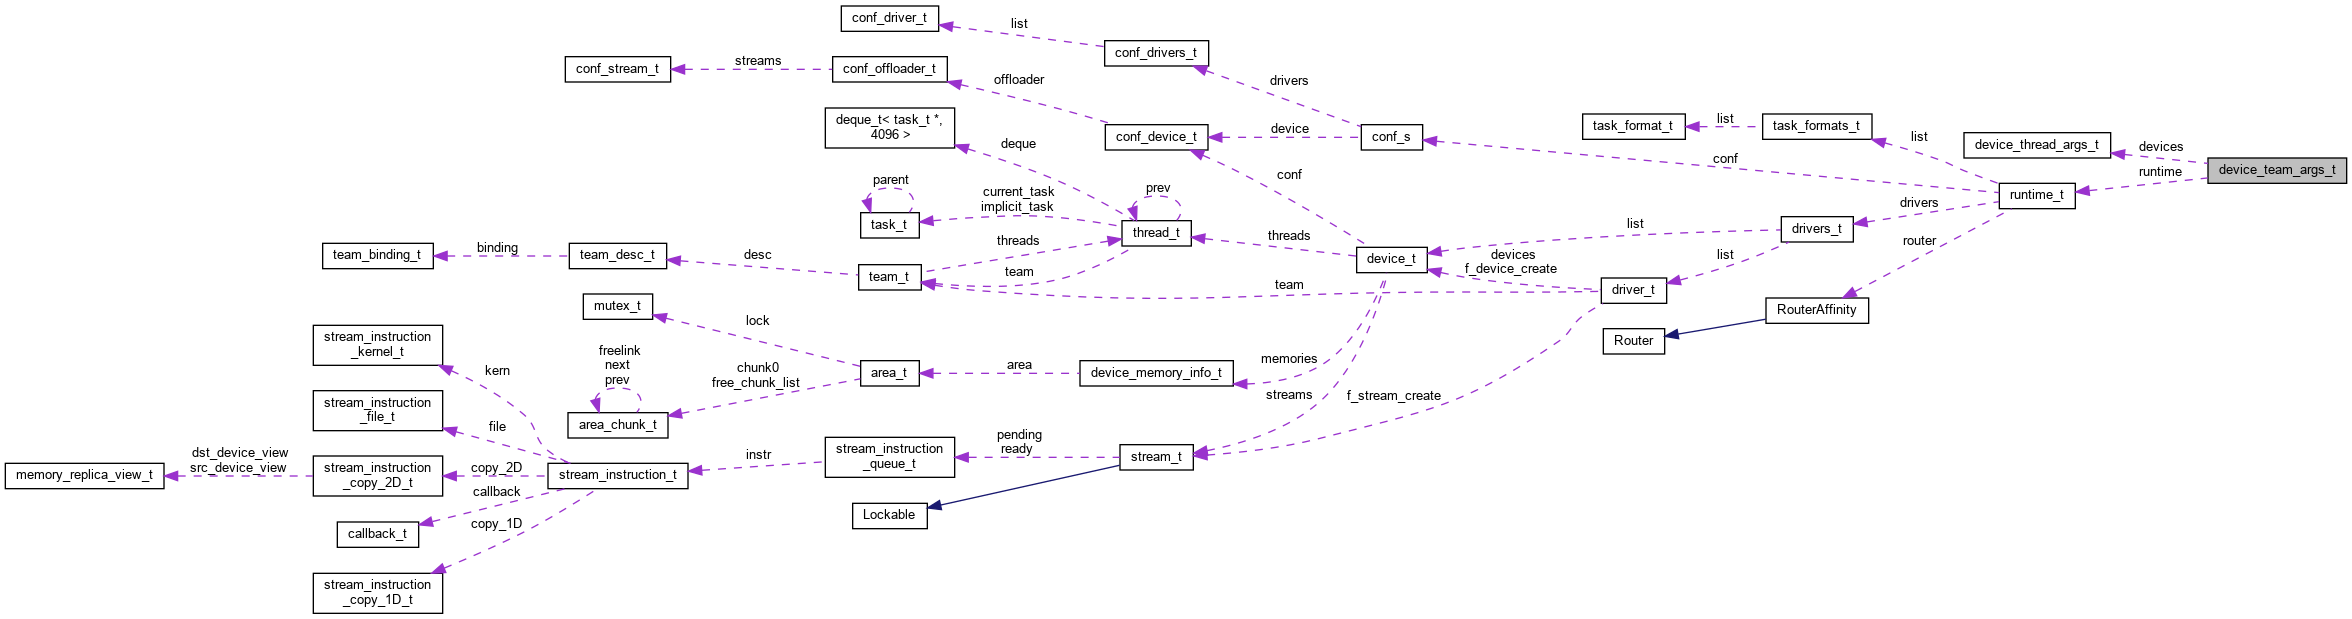 conf_driver_t
list
conf_drivers_t
conf_stream_t
streams
conf_offloader_t
offloader
drivers
deque_t< task_t *,
4096 >
deque
conf_device_t
device
conf_s
task_format_t
list
task_formats_t
list
device_thread_args_t
devices
runtime
device_team_args_t
conf
runtime_t
parent
task_t
current_task
implicit_task
prev
thread_t
conf
drivers
drivers_t
router
team_binding_t
binding
team_desc_t
desc
team_t
threads
team
threads
device_t
list
devices
f_device_create
list
driver_t
team
RouterAffinity
Router
mutex_t
lock
stream_instruction
_kernel_t
kern
freelink
next
prev
area_chunk_t
chunk0
free_chunk_list
area_t
area
device_memory_info_t
memories
streams
f_stream_create
stream_instruction
_file_t
file
memory_replica_view_t
dst_device_view
src_device_view
stream_instruction
_copy_2D_t
copy_2D
stream_instruction_t
instr
stream_instruction
_queue_t
pending
ready
stream_t
callback
callback_t
Lockable
copy_1D
stream_instruction
_copy_1D_t